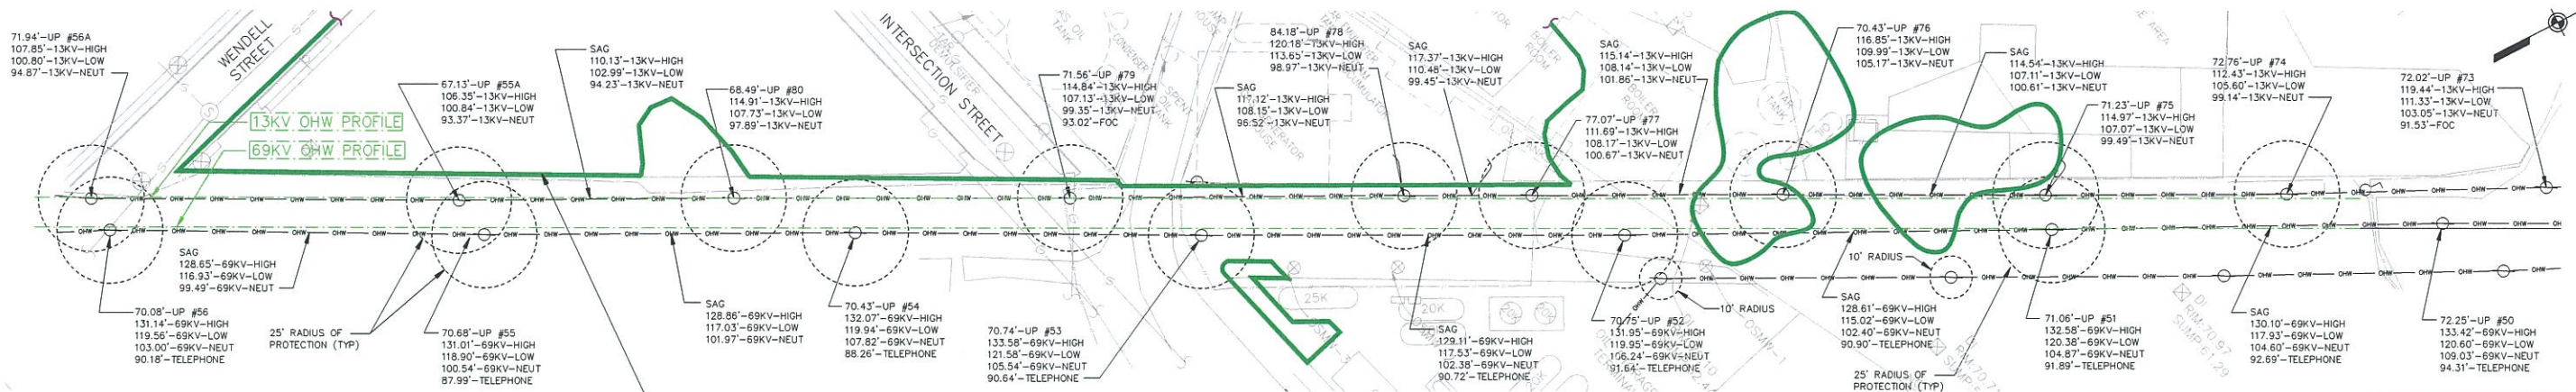 71.94'-UP #56A
107.85'-13KV-HIGH
100.80'-13KV-LOW
94.87'-13KV-NEUT
WENDELL
STREET
13KV OHW PROFILE
69KV OHW PROFILE
67.13'-UP #55A
106.35'-13KV-HIGH
100.84'-13KV-LOW
93.37'-13KV-NEUT
SAG
110.13'-13KV-HIGH
102.99'-13KV-LOW
94.23'-13KV-NEUT
68.49'-UP #80
114.91'-13KV-HIGH
107.73'-13KV-LOW
97.89'-13KV-NEUT
INTERSECTION STREET
71.56'-UP #79
114.84'-13KV-HIGH
107.13'-13KV-LOW
99.35'-13KV-NEUT
93.02'-FOC
SAG
117.12'-13KV-HIGH
108.15'-13KV-LOW
96.52'-13KV-NEUT
84.18'-UP #78
120.18'-13KV-HIGH
113.65'-13KV-LOW
98.97'-13KV-NEUT
SAG
117.37'-13KV-HIGH
110.48'-13KV-LOW
99.45'-13KV-NEUT
77.07'-UP #77
111.69'-13KV-HIGH
108.17'-13KV-LOW
100.67'-13KV-NEUT
SAG
115.14'-13KV-HIGH
108.14'-13KV-LOW
101.86'-13KV-NEUT
70.43'-UP #76
116.85'-13KV-HIGH
109.99'-13KV-LOW
105.17'-13KV-NEUT
SAG
114.54'-13KV-HIGH
107.11'-13KV-LOW
100.61'-13KV-NEUT
71.23'-UP #75
114.97'-13KV-HIGH
107.07'-13KV-LOW
99.49'-13KV-NEUT
72.76'-UP #74
112.43'-13KV-HIGH
105.60'-13KV-LOW
99.14'-13KV-NEUT
72.02'-UP #73
119.44'-13KV-HIGH
111.33'-13KV-LOW
103.05'-13KV-NEUT
91.53'-FOC
SAG
128.65'-69KV-HIGH
116.93'-69KV-LOW
99.49'-69KV-NEUT
70.08'-UP #56
131.14'-69KV-HIGH
119.56'-69KV-LOW
103.00'-69KV-NEUT
90.18'-TELEPHONE
25' RADIUS OF
PROTECTION (TYP)
70.68'-UP #55
131.01'-69KV-HIGH
118.90'-69KV-LOW
100.54'-69KV-NEUT
87.99'-TELEPHONE
SAG
128.86'-69KV-HIGH
117.03'-69KV-LOW
101.97'-69KV-NEUT
70.43'-UP #54
132.07'-69KV-HIGH
119.94'-69KV-LOW
107.82'-69KV-NEUT
88.26'-TELEPHONE
70.74'-UP #53
133.58'-69KV-HIGH
121.58'-69KV-LOW
105.54'-69KV-NEUT
90.64'-TELEPHONE
25K
20K
SAG
129.11'-69KV-HIGH
117.53'-69KV-LOW
102.38'-69KV-NEUT
90.72'-TELEPHONE
70.75'-UP #52
131.95'-69KV-HIGH
119.95'-69KV-LOW
106.24'-69KV-NEUT
91.64'-TELEPHONE
10' RADIUS
OSMW-1
10' RADIUS
SAG
128.61'-69KV-HIGH
115.02'-69KV-LOW
102.40'-69KV-NEUT
90.90'-TELEPHONE
25' RADIUS OF
PROTECTION (TYP)
71.06'-UP #51
132.58'-69KV-HIGH
120.38'-69KV-LOW
104.87'-69KV-NEUT
91.89'-TELEPHONE
SAG
130.10'-69KV-HIGH
117.93'-69KV-LOW
104.60'-69KV-NEUT
92.69'-TELEPHONE
72.25'-UP #50
133.42'-69KV-HIGH
120.60'-69KV-LOW
109.03'-69KV-NEUT
94.31'-TELEPHONE